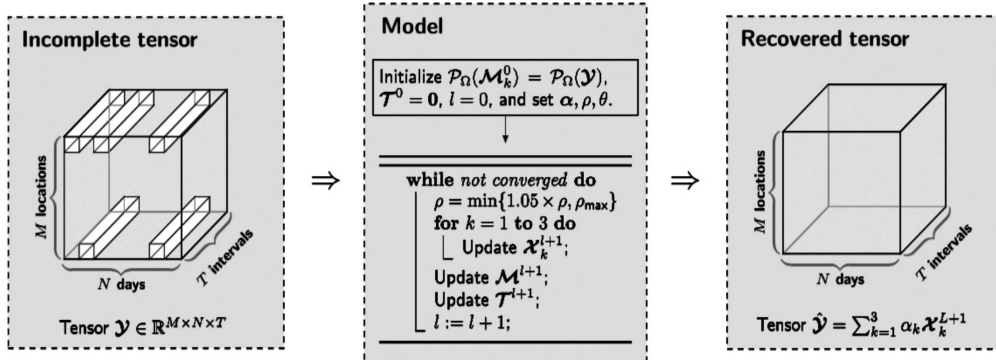 Incomplete tensor
M locations
N days
T intervals
Tensor 𝒴 ∈ ℝ^{M×N×T}
⇒
Model
Initialize 𝒫_Ω(ℳ_k^0) = 𝒫_Ω(𝒴),
𝒯^0 = 0, l = 0, and set α, ρ, θ.
while not converged do
ρ = min{1.05 × ρ, ρ_max}
for k = 1 to 3 do
Update 𝒳_k^{l+1};
Update ℳ^{l+1};
Update 𝒯^{l+1};
l := l + 1;
⇒
Recovered tensor
M locations
N days
T intervals
Tensor 𝒴̂ = ∑_{k=1}^3 α_k 𝒳_k^{L+1}